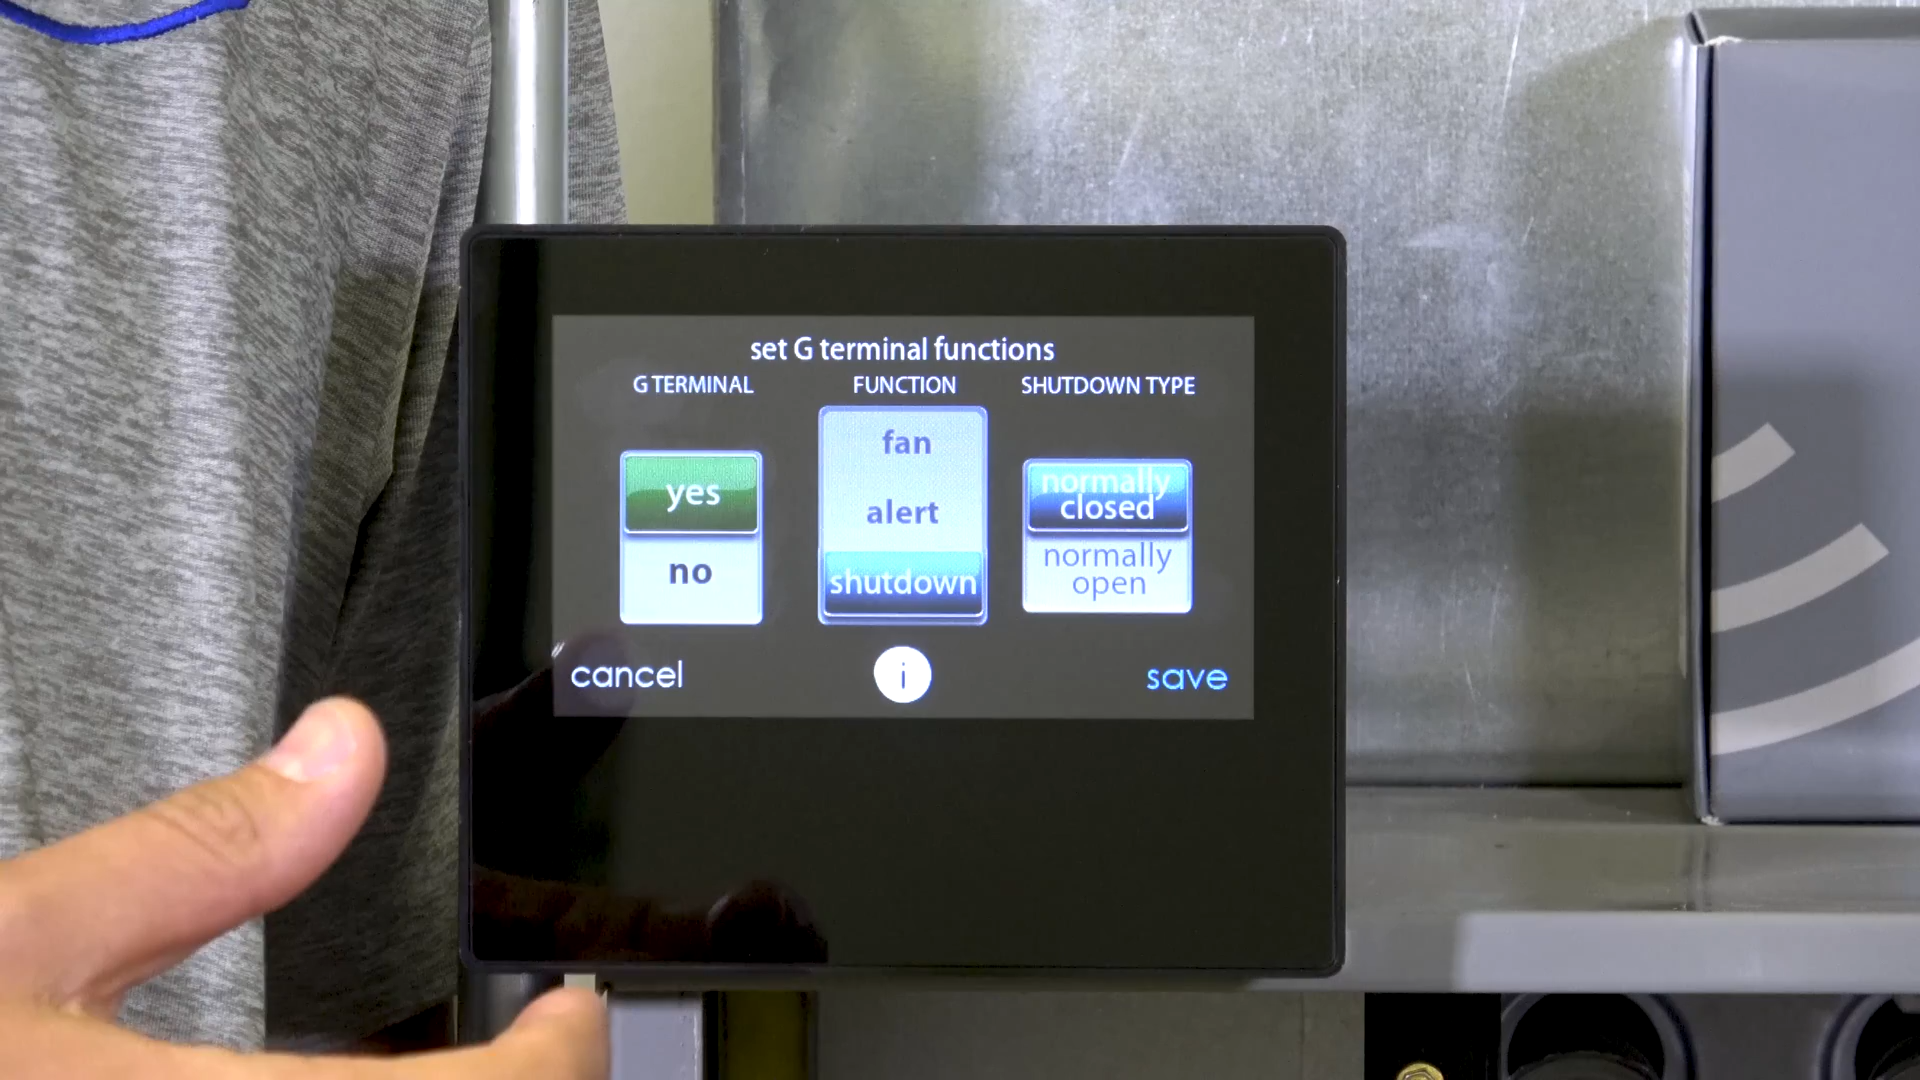 set G terminal functions
G TERMINAL FUNCTION SHUTDOWN TYPE
yes
no
fan
alert
shutdown
normally
closed
normally
open
cancel i save